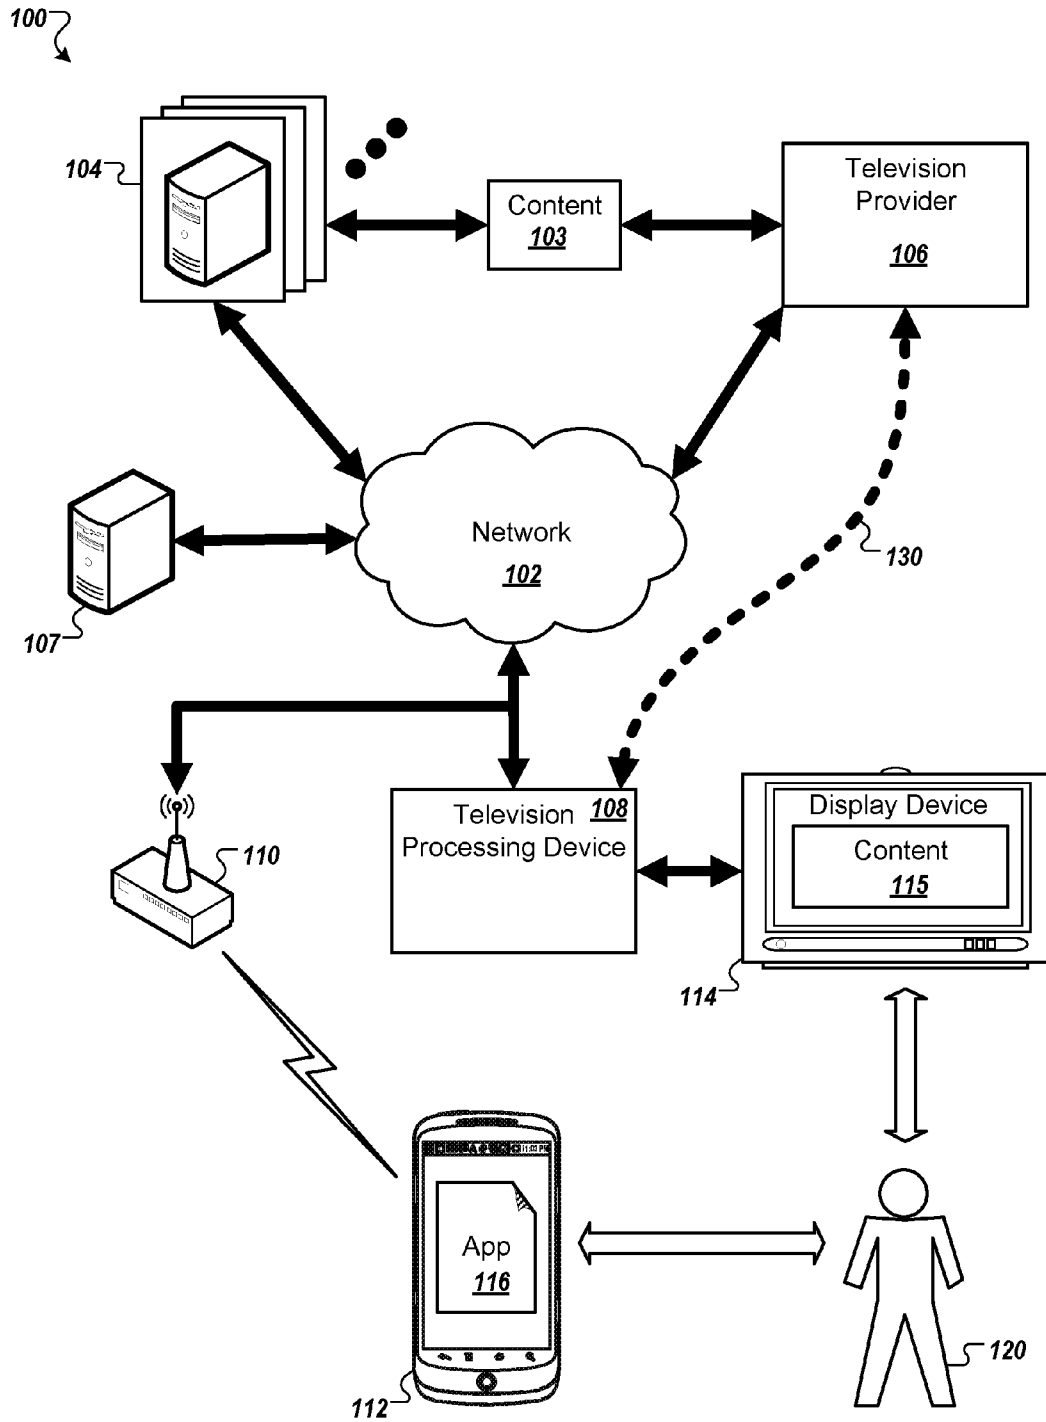 100
104
Content
103
Television
Provider
106
Network
102
107
130
110
Television
Processing Device
108
Display Device
Content
115
114
App
116
112
120